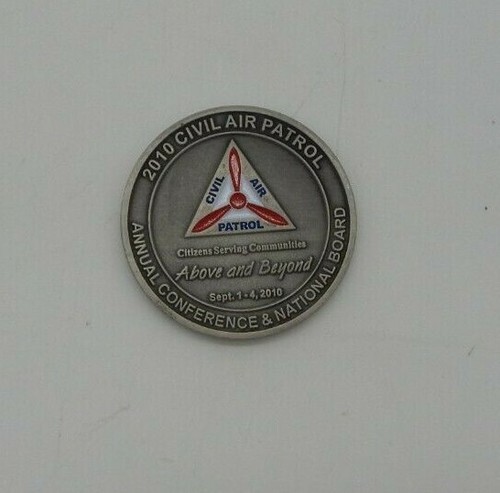 2010 CIVIL AIR PATROL
CIVIL
AIR
PATROL
Citizens Serving Communities
Above and Beyond
Sept. 1 - 4, 2010
ANNUAL CONFERENCE & NATIONAL BOARD